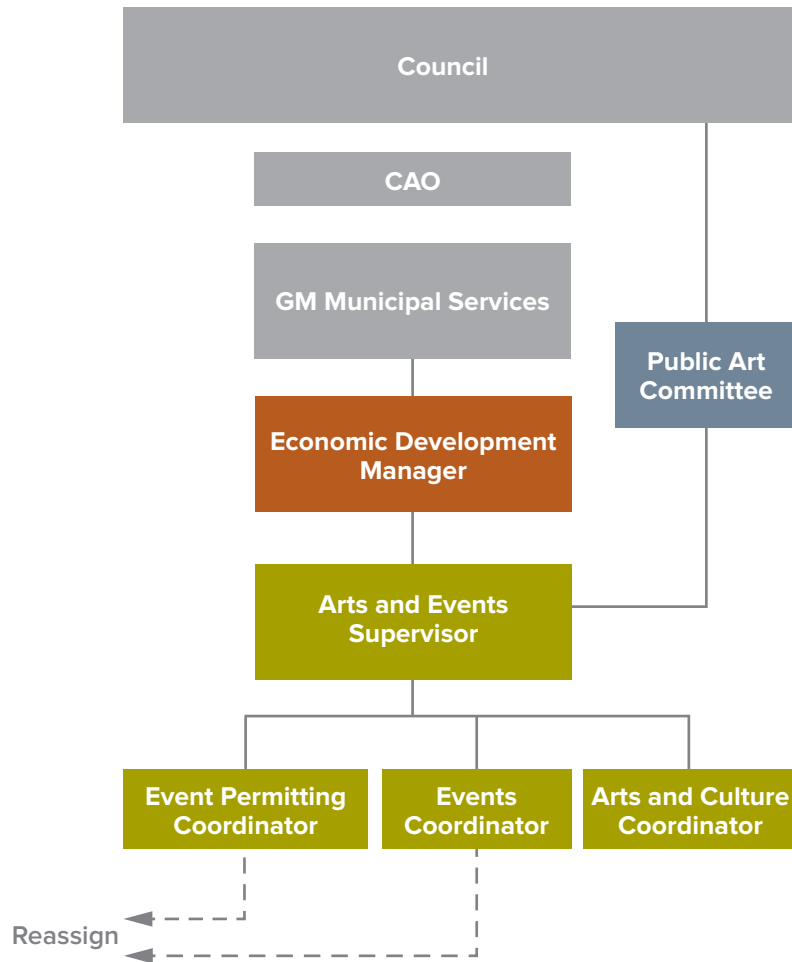 Council
CAO
GM Municipal Services
Public Art
Committee
Economic Development
Manager
Arts and Events
Supervisor
Event Permitting
Coordinator
Events
Coordinator
Arts and Culture
Coordinator
Reassign